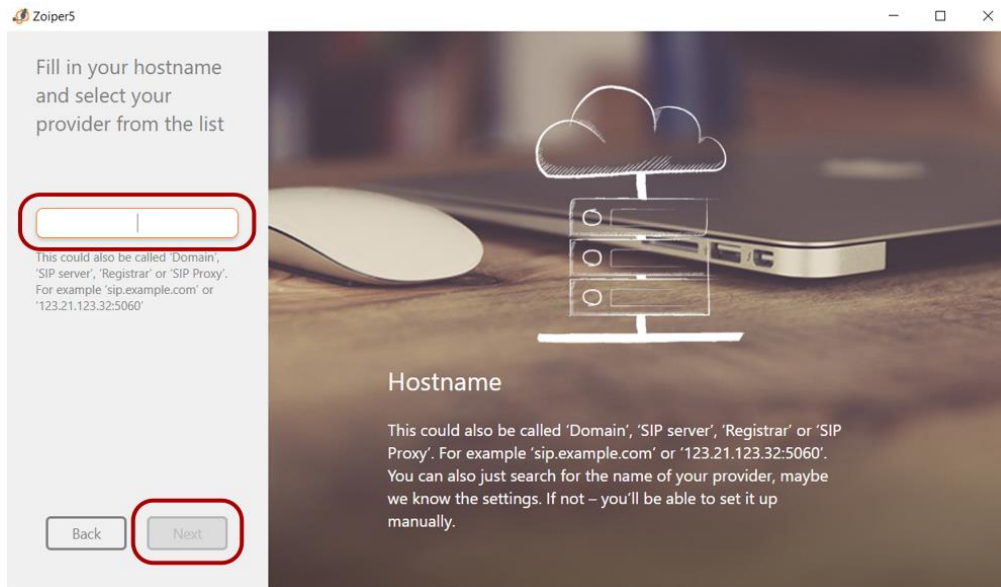 Zoiper5
Fill in your hostname
and select your
provider from the list
This could also be called 'Domain',
'SIP server', 'Registrar' or 'SIP Proxy'.
For example 'sip.example.com' or
'123.21.123.32:5060'
Back
Next
Hostname
This could also be called ‘Domain’, ‘SIP server’, ‘Registrar’ or ‘SIP
Proxy’. For example ‘sip.example.com’ or ‘123.21.123.32:5060’.
You can also just search for the name of your provider, maybe
we know the settings. If not – you’ll be able to set it up
manually.